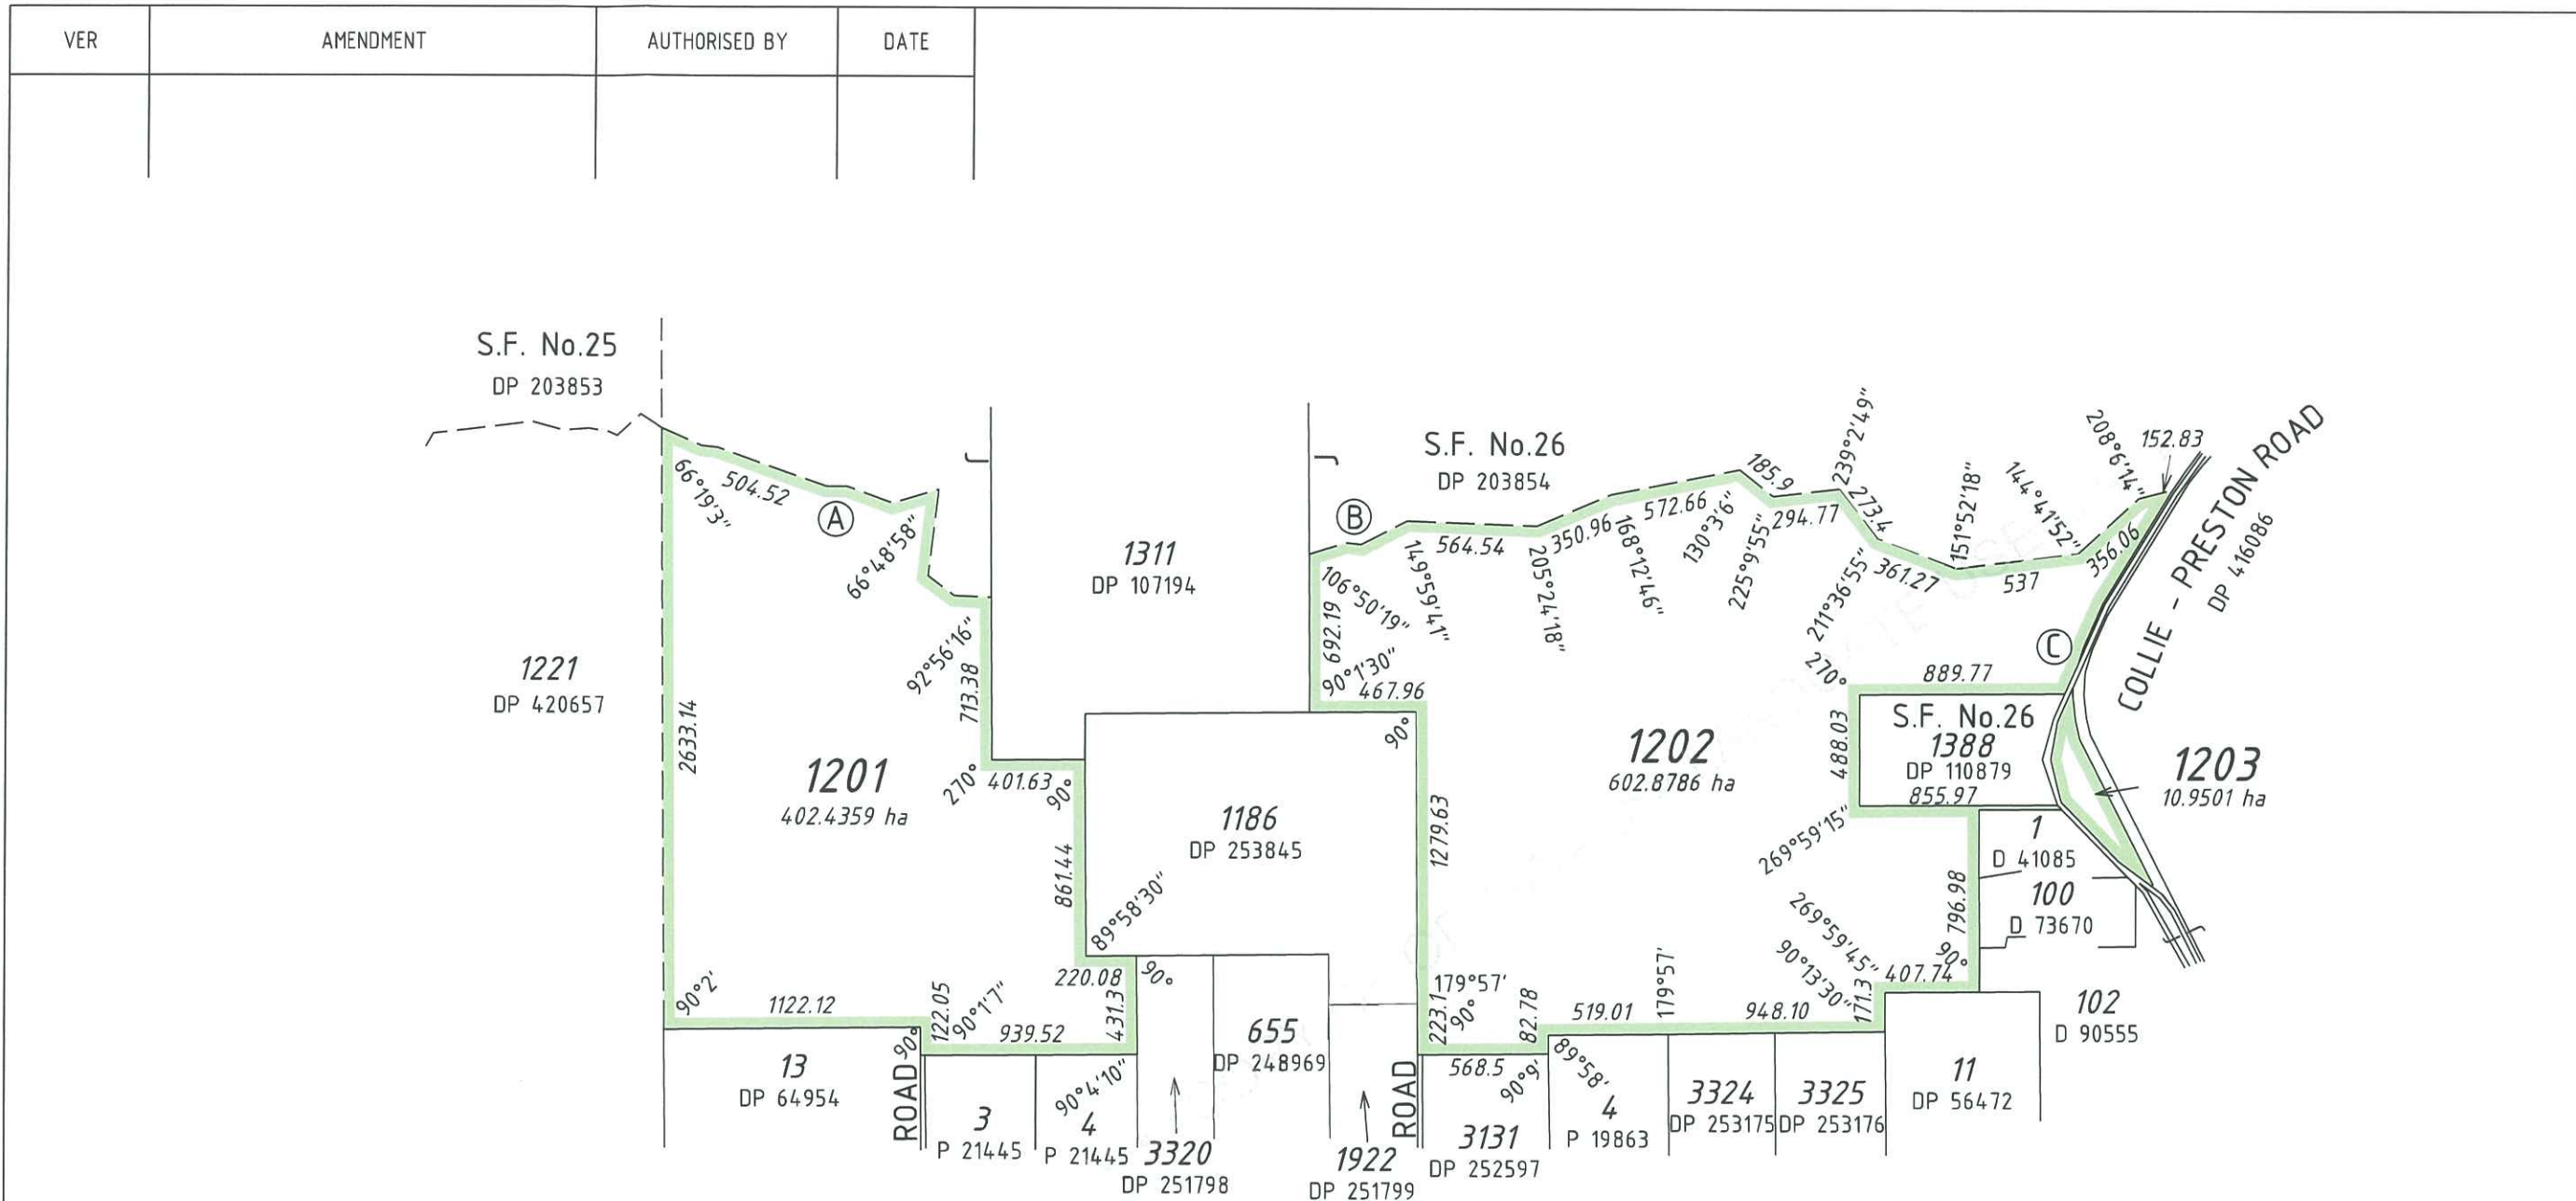 VER AMENDMENT AUTHORISED BY DATE
S.F. No.25
DP 203853
S.F. No.26
DP 203854
COLLIE - PRESTON ROAD
DP 416086
1221
DP 420657
66°19'3"
504.52
A
66°48'58"
92°56'16"
713.38
2633.14
1201
402.4359 ha
270°
401.63
90°
861.44
89°58'30"
220.08
90°
431.3
90°2'
1122.12
122.05
90°1'7"
939.52
90°
90°4'10"
1311
DP 107194
1186
DP 253845
B
106°50'19"
692.19
90°1'30"
467.96
90°
149°59'41"
564.54
205°24'18"
350.96
168°12'46"
572.66
130°3'6"
185.9
225°9'55"
294.77
239°2'49"
273.4
211°36'55"
361.27
151°52'18"
537
144°41'52"
208°6'14"
152.83
356.06
C
270°
889.77
488.03
S.F. No.26
1388
DP 110879
855.97
269°59'15"
1202
602.8786 ha
1203
10.9501 ha
1279.63
796.98
269°59'45"
90°13'30"
90°
407.74
171.3
179°57'
223.1
90°
82.78
519.01
179°57'
948.10
568.5
90°9'
89°58'
1
D 41085
100
D 73670
102
D 90555
13
DP 64954
ROAD
3
P 21445
4
P 21445
3320
DP 251798
655
DP 248969
1922
DP 251799
ROAD
3131
DP 252597
4
P 19863
3324
DP 253175
3325
DP 253176
11
DP 56472